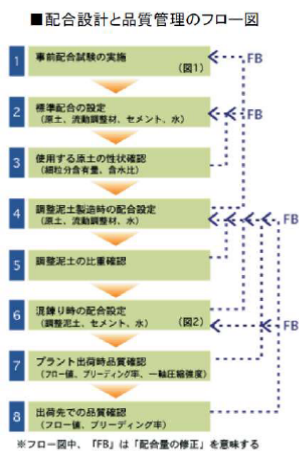 ■配合設計と品質管理のフロー図
1 事前配合試験の実施
(図1)
FB
2 標準配合の設定
(原土、流動調整材、セメント、水)
FB
3 使用する原土の性状確認
(細粒分含有量、含水比)
4 調整泥土製造時の配合設定
(原土、流動調整材、水)
FB
5 調整泥土の比重確認
6 混錬り時の配合設定
(調整泥土、セメント、水)
(図2)
FB
7 プラント出荷時品質確認
(フロー値、ブリーディング率、一軸圧縮強度)
8 出荷先での品質確認
(フロー値、ブリーディング率)
※フロー図中、「FB」は「配合量の修正」を意味する